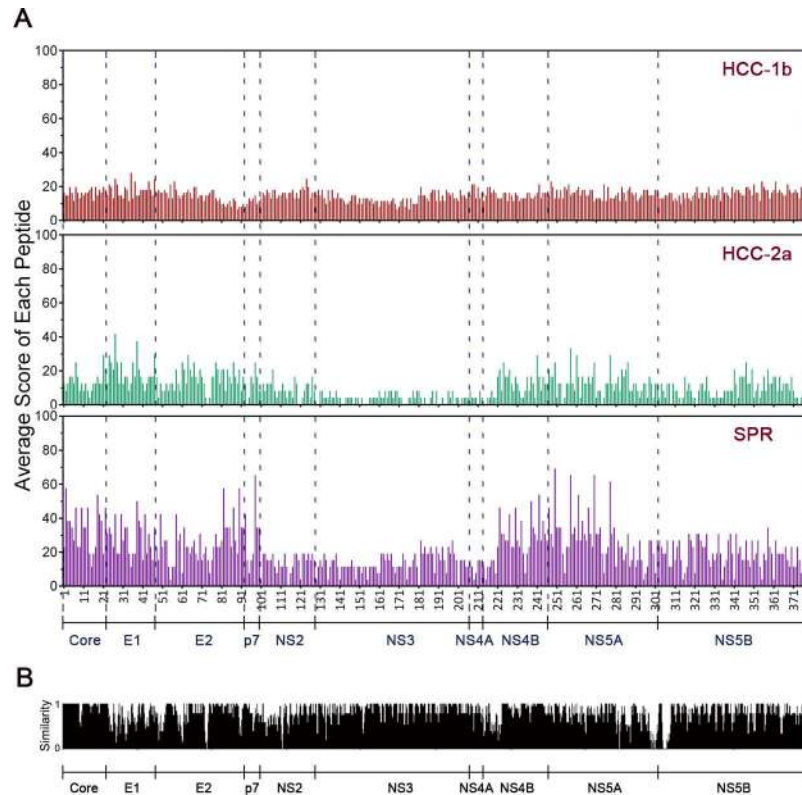 A
Average Score of Each Peptide
100
80
60
40
20
0
HCC-1b
100
80
60
40
20
0
HCC-2a
100
80
60
40
20
0
SPR
1 11 21 31 41 51 61 71 81 91 101 111 121 131 141 151 161 171 181 191 201 211 221 231 241 251 261 271 281 291 301 311 321 331 341 351 361 371
Core E1 E2 p7 NS2 NS3 NS4A NS4B NS5A NS5B
B
Similarity
1
0
Core E1 E2 p7 NS2 NS3 NS4A NS4B NS5A NS5B